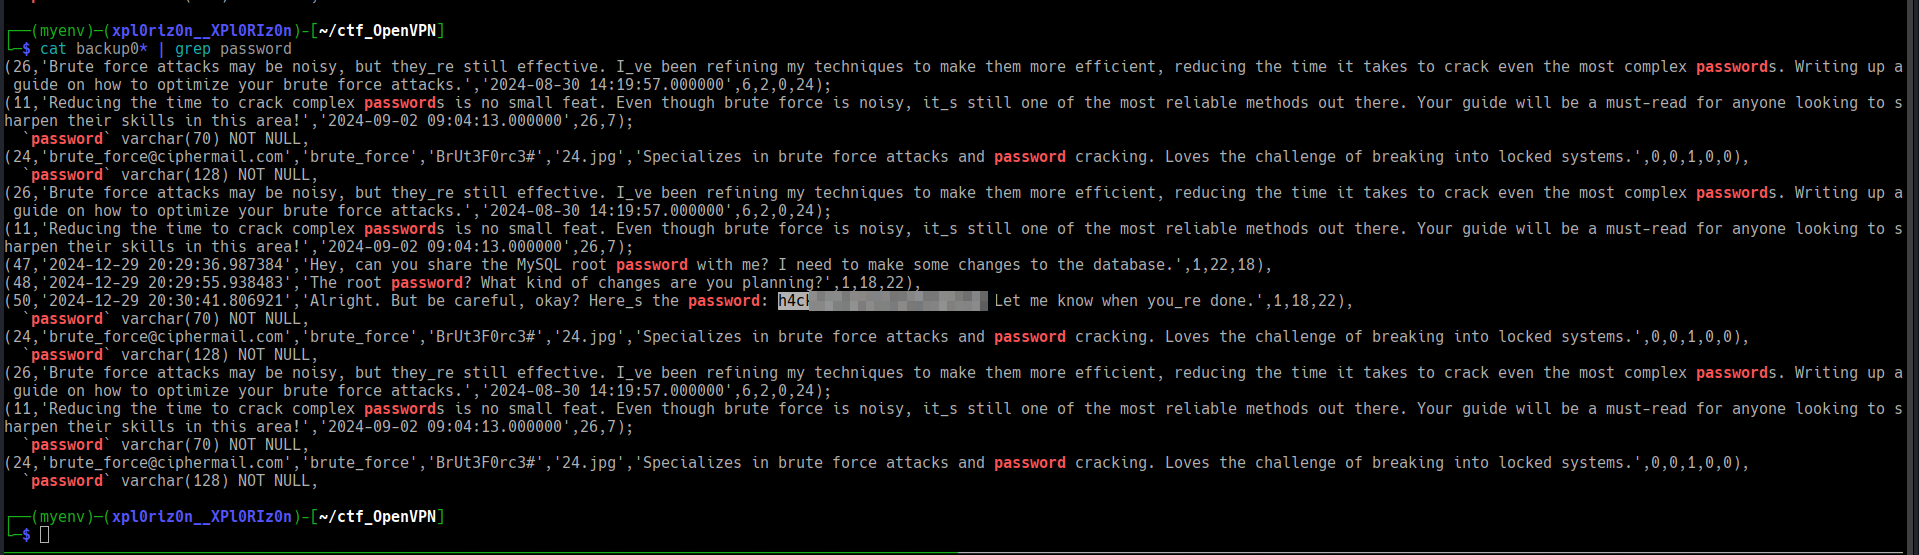 ┌──(myenv)─(xpl0riz0n__XPl0RIz0n)-[~/ctf_OpenVPN]
└─$ cat backup0* | grep password
(26,'Brute force attacks may be noisy, but they_re still effective. I_ve been refining my techniques to make them more efficient, reducing the time it takes to crack even the most complex passwords. Writing up a
 guide on how to optimize your brute force attacks.','2024-08-30 14:19:57.000000',6,2,0,24);
(11,'Reducing the time to crack complex passwords is no small feat. Even though brute force is noisy, it_s still one of the most reliable methods out there. Your guide will be a must-read for anyone looking to s
harpen their skills in this area!','2024-09-02 09:04:13.000000',26,7);
  `password` varchar(70) NOT NULL,
(24,'brute_force@ciphermail.com','brute_force','BrUt3F0rc3#','24.jpg','Specializes in brute force attacks and password cracking. Loves the challenge of breaking into locked systems.',0,0,1,0,0),
  `password` varchar(128) NOT NULL,
(26,'Brute force attacks may be noisy, but they_re still effective. I_ve been refining my techniques to make them more efficient, reducing the time it takes to crack even the most complex passwords. Writing up a
 guide on how to optimize your brute force attacks.','2024-08-30 14:19:57.000000',6,2,0,24);
(11,'Reducing the time to crack complex passwords is no small feat. Even though brute force is noisy, it_s still one of the most reliable methods out there. Your guide will be a must-read for anyone looking to s
harpen their skills in this area!','2024-09-02 09:04:13.000000',26,7);
(47,'2024-12-29 20:29:36.987384','Hey, can you share the MySQL root password with me? I need to make some changes to the database.',1,22,18),
(48,'2024-12-29 20:29:55.938483','The root password? What kind of changes are you planning?',1,18,22),
(50,'2024-12-29 20:30:41.806921','Alright. But be careful, okay? Here_s the password: Let me know when you_re done.',1,18,22),
  `password` varchar(70) NOT NULL,
(24,'brute_force@ciphermail.com','brute_force','BrUt3F0rc3#','24.jpg','Specializes in brute force attacks and password cracking. Loves the challenge of breaking into locked systems.',0,0,1,0,0),
  `password` varchar(128) NOT NULL,
(26,'Brute force attacks may be noisy, but they_re still effective. I_ve been refining my techniques to make them more efficient, reducing the time it takes to crack even the most complex passwords. Writing up a
 guide on how to optimize your brute force attacks.','2024-08-30 14:19:57.000000',6,2,0,24);
(11,'Reducing the time to crack complex passwords is no small feat. Even though brute force is noisy, it_s still one of the most reliable methods out there. Your guide will be a must-read for anyone looking to s
harpen their skills in this area!','2024-09-02 09:04:13.000000',26,7);
  `password` varchar(70) NOT NULL,
(24,'brute_force@ciphermail.com','brute_force','BrUt3F0rc3#','24.jpg','Specializes in brute force attacks and password cracking. Loves the challenge of breaking into locked systems.',0,0,1,0,0),
  `password` varchar(128) NOT NULL,
┌──(myenv)─(xpl0riz0n__XPl0RIz0n)-[~/ctf_OpenVPN]
└─$